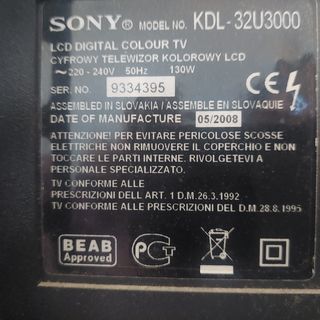 SONY® MODEL NO. KDL-32U3000
LCD DIGITAL COLOUR TV
CYFROWY TELEWIZOR KOLOROWY LCD
~220 - 240V 50Hz 130W
SER. NO. 9334395
ASSEMBLED IN SLOVAKIA / ASSEMBLE EN SLOVAQUIE
DATE OF MANUFACTURE 05/2008
ATTENZIONE! PER EVITARE PERICOLOSE SCOSSE
ELETTRICHE NON RIMUOVERE IL COPERCHIO E NON
TOCCARE LE PARTI INTERNE. RIVOLGETEVI A
PERSONALE SPECIALIZZATO.
TV CONFORME ALLE
PRESCRIZIONI DELL ART. 1 D.M.26.3.1992
TV CONFORME ALLE PRESCRIZIONI DEL D.M.28.8.1995
BEAB
Approved